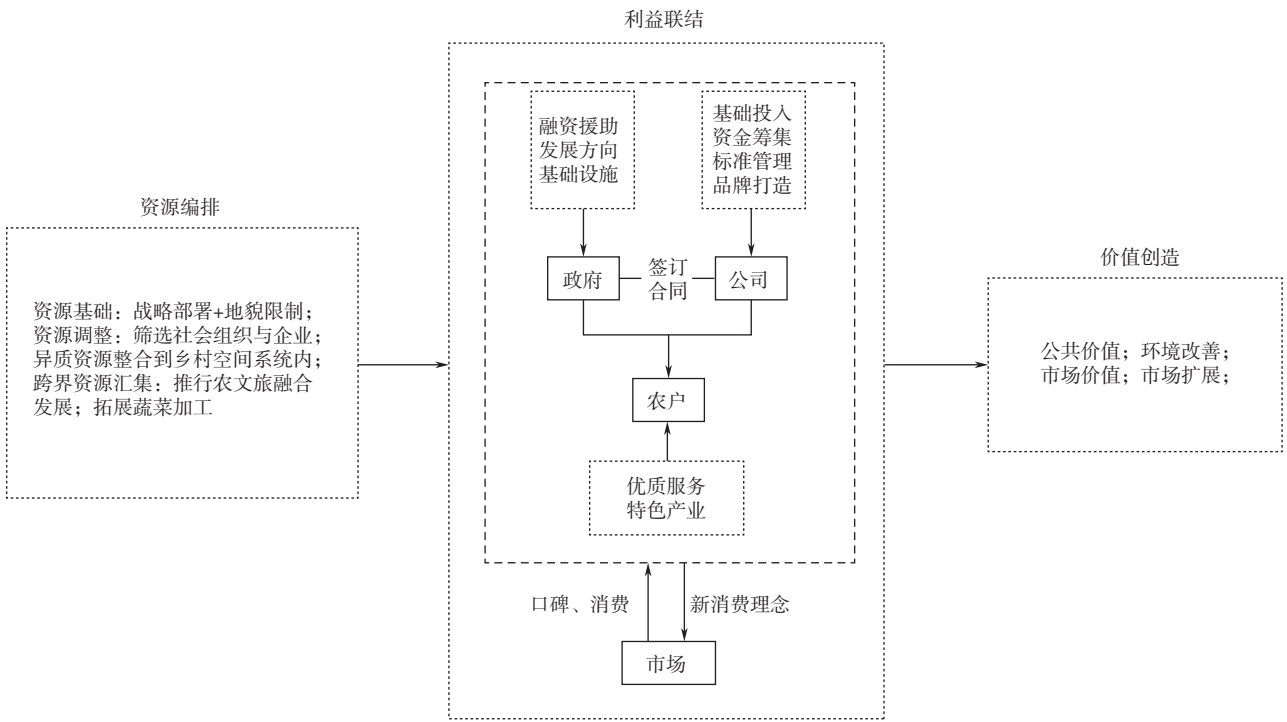 利益联结
融资援助
发展方向
基础设施
基础投入
资金筹集
标准管理
品牌打造
资源编排
资源基础：战略部署+地貌限制；
资源调整：筛选社会组织与企业；
异质资源整合到乡村空间系统内；
跨界资源汇集：推行农文旅融合
发展；拓展蔬菜加工
政府
签订
合同
公司
农户
优质服务
特色产业
口碑、消费
新消费理念
市场
价值创造
公共价值；环境改善；
市场价值；市场扩展；